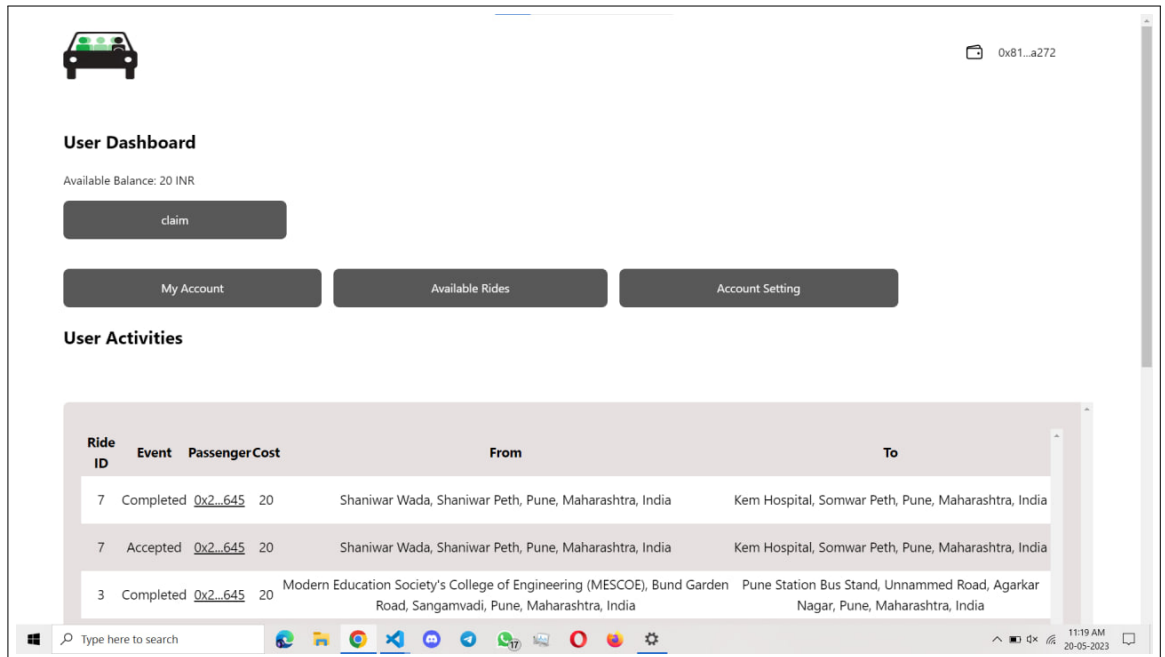 0x81...a272
User Dashboard
Available Balance: 20 INR
claim
My Account Available Rides Account Setting
User Activities
Ride ID Event Passenger Cost From To
7 Completed 0x2...645 20 Shaniwar Wada, Shaniwar Peth, Pune, Maharashtra, India Kem Hospital, Somwar Peth, Pune, Maharashtra, India
7 Accepted 0x2...645 20 Shaniwar Wada, Shaniwar Peth, Pune, Maharashtra, India Kem Hospital, Somwar Peth, Pune, Maharashtra, India
3 Completed 0x2...645 20 Modern Education Society's College of Engineering (MESCOE), Bund Garden Road, Sangamvadi, Pune, Maharashtra, India Pune Station Bus Stand, Unnammed Road, Agarkar Nagar, Pune, Maharashtra, India
Type here to search 17 11:19 AM
20-05-2023